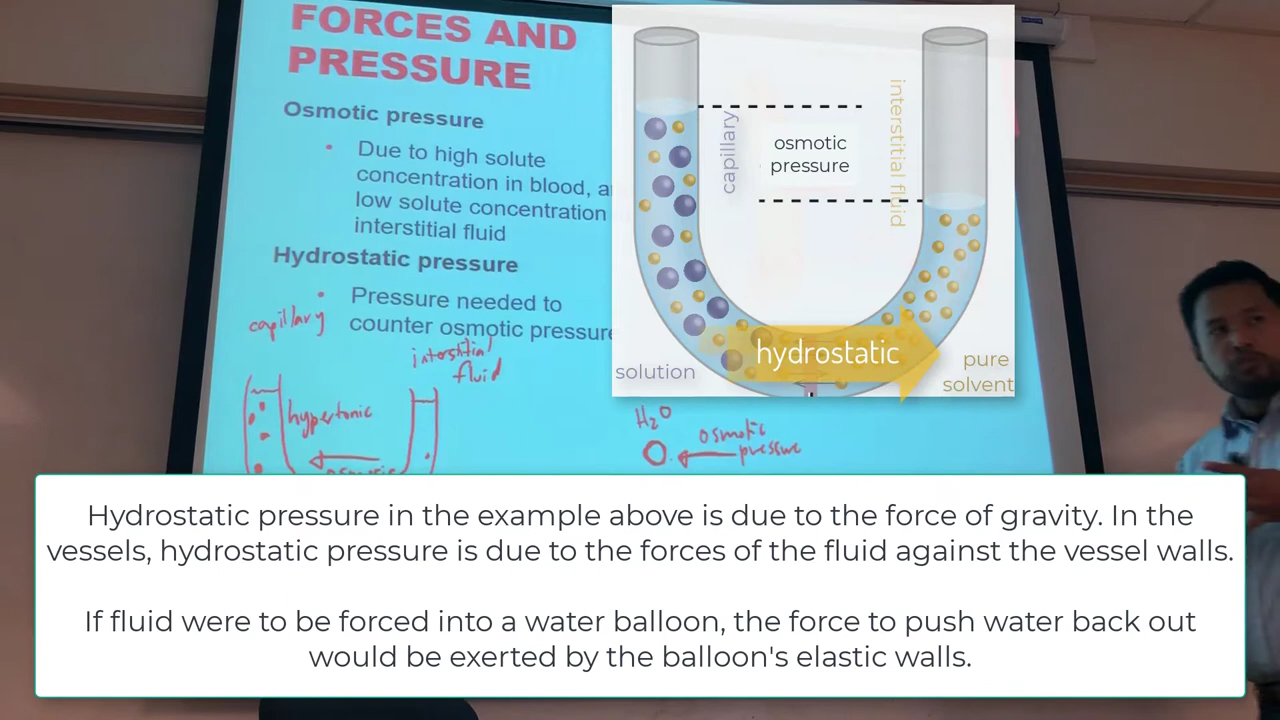 FORCES AND
PRESSURE
Osmotic pressure
• Due to high solute
concentration in blood, a
low solute concentration
interstitial fluid
Hydrostatic pressure
• Pressure needed to
counter osmotic pressure
capillary
interstitial
fluid
hypertonic
H₂O
osmotic
pressure
capillary
osmotic
pressure
interstitial fluid
hydrostatic
solution
pure
solvent
Hydrostatic pressure in the example above is due to the force of gravity. In the
vessels, hydrostatic pressure is due to the forces of the fluid against the vessel walls.
If fluid were to be forced into a water balloon, the force to push water back out
would be exerted by the balloon's elastic walls.